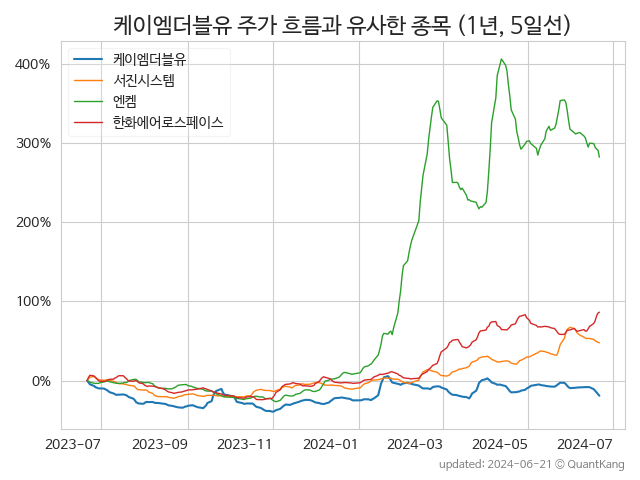 케이엠더블유 주가 흐름과 유사한 종목 (1년, 5일선)
케이엠더블유
서진시스템
엔켐
한화에어로스페이스
400%
300%
200%
100%
0%
2023-07 2023-09 2023-11 2024-01 2024-03 2024-05 2024-07
updated: 2024-06-21 © QuantKang